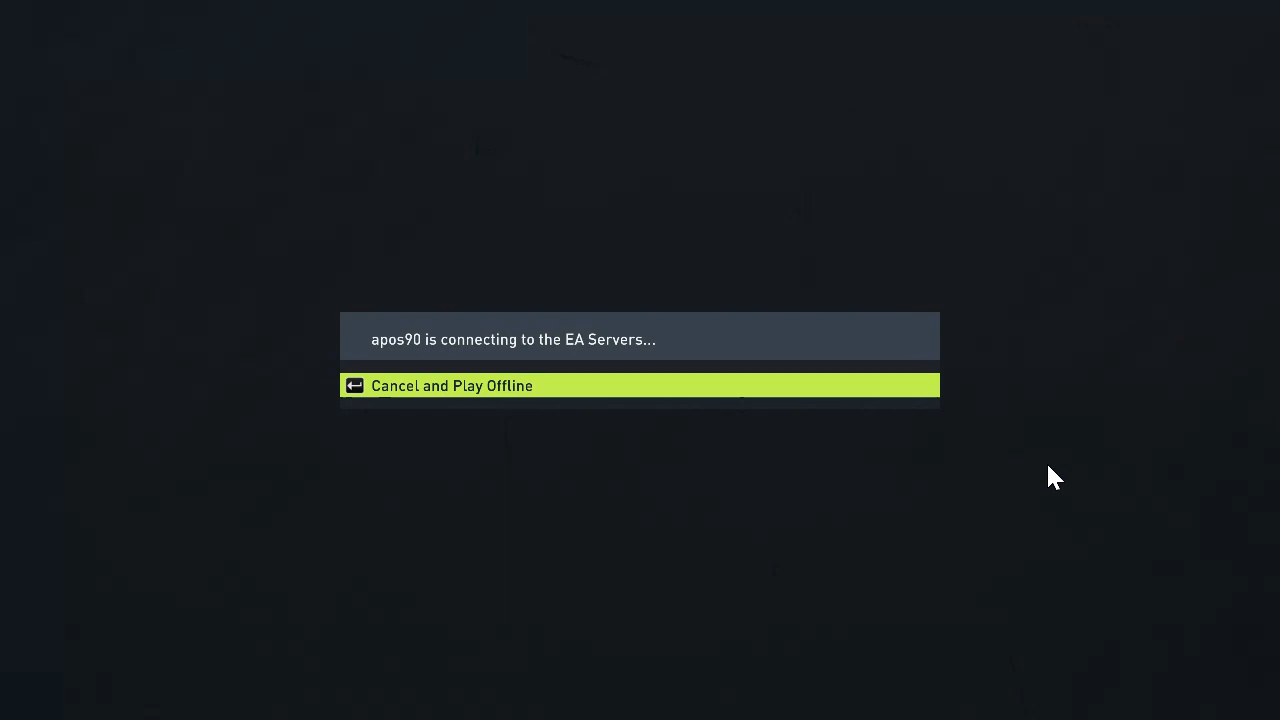 apos90 is connecting to the EA Servers...
Cancel and Play Offline